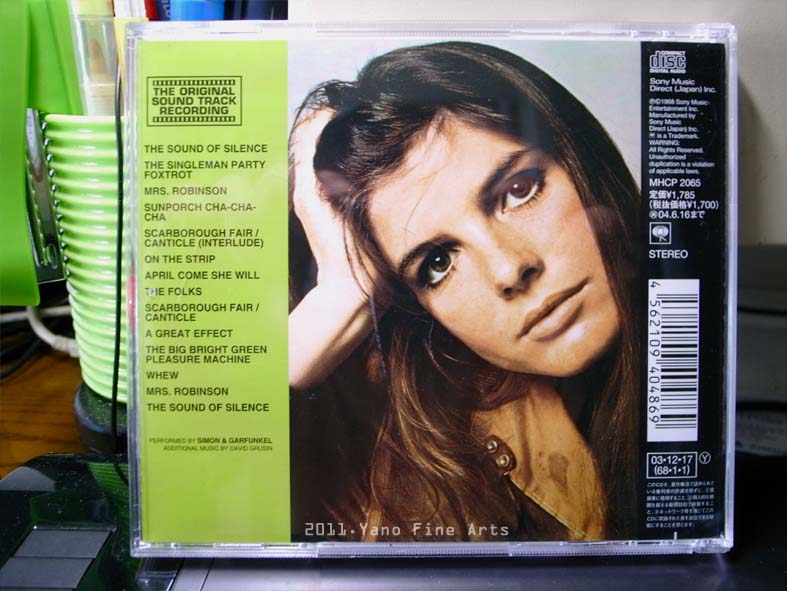 THE ORIGINAL
SOUND TRACK
RECORDING
THE SOUND OF SILENCE
THE SINGLEMAN PARTY
FOXTROT
MRS. ROBINSON
SUNPORCH CHA-CHA-
CHA
SCARBOROUGH FAIR /
CANTICLE (INTERLUDE)
ON THE STRIP
APRIL COME SHE WILL
THE FOLKS
SCARBOROUGH FAIR /
CANTICLE
A GREAT EFFECT
THE BIG BRIGHT GREEN
PLEASURE MACHINE
WHEW
MRS. ROBINSON
THE SOUND OF SILENCE
PERFORMED BY SIMON & GARFUNKEL
ADDITIONAL MUSIC BY DAVID GRUSIN
COMPACT
disc
DIGITAL AUDIO
Sony Music
Direct (Japan) Inc.
℗©1968 Sony Music
Entertainment Inc.
Manufactured by
Sony Music
Direct (Japan) Inc.
is a Trademark.
WARNING:
All Rights Reserved.
Unauthorized
duplication is a violation
of applicable laws.
MHCP 2065
定価¥1,785
(税抜価格¥1,700)
04.6.16まで
STEREO
4 562109 404869
03・12・17
(68・1・1)
Y
2011.Yano Fine Arts